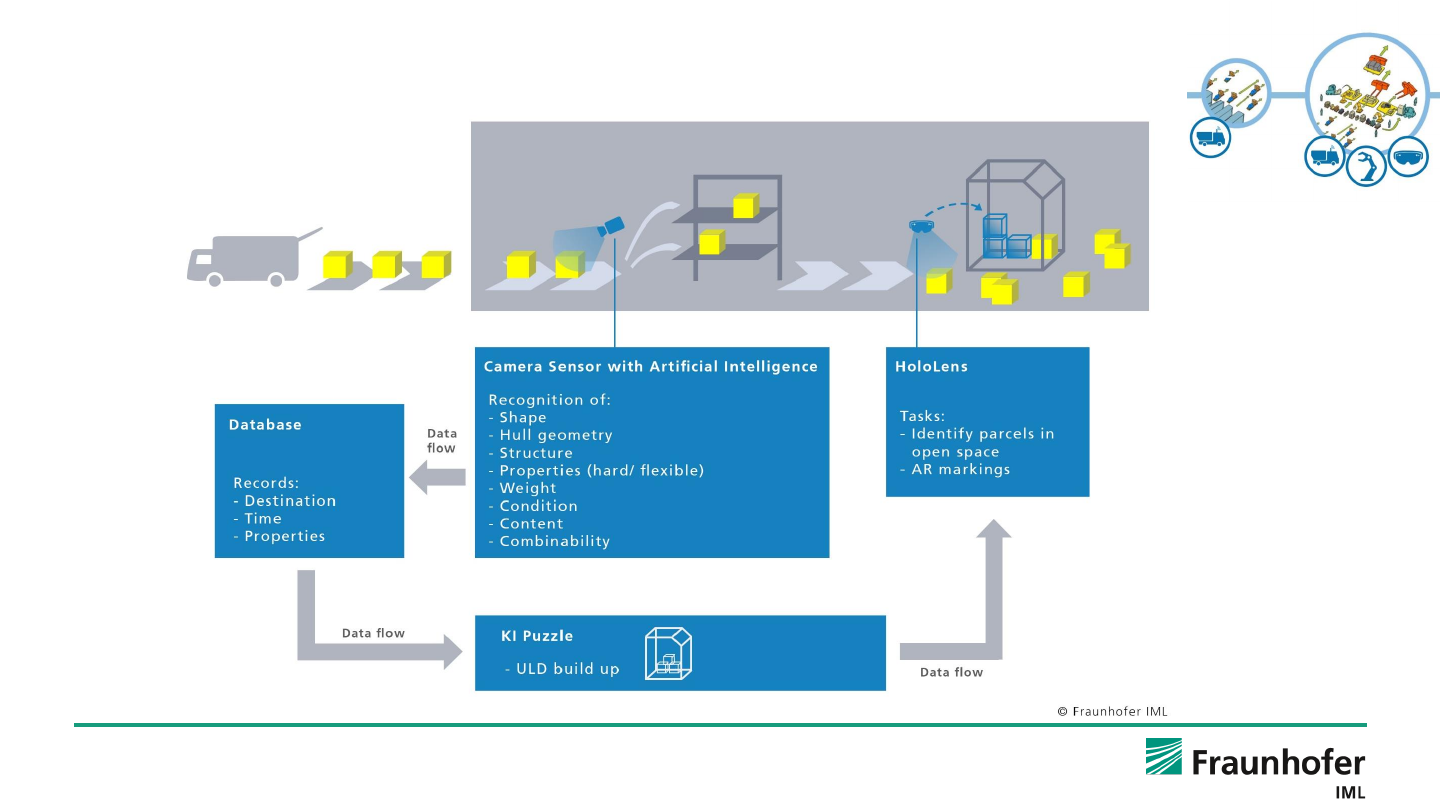 Camera Sensor with Artificial Intelligence
Recognition of:
- Shape
- Hull geometry
- Structure
- Properties (hard/ flexible)
- Weight
- Condition
- Content
- Combinability
HoloLens
Tasks:
- Identify parcels in
open space
- AR markings
Database
Records:
- Destination
- Time
- Properties
Data
flow
Data flow
KI Puzzle
- ULD build up
Data flow
© Fraunhofer IML
Fraunhofer
IML